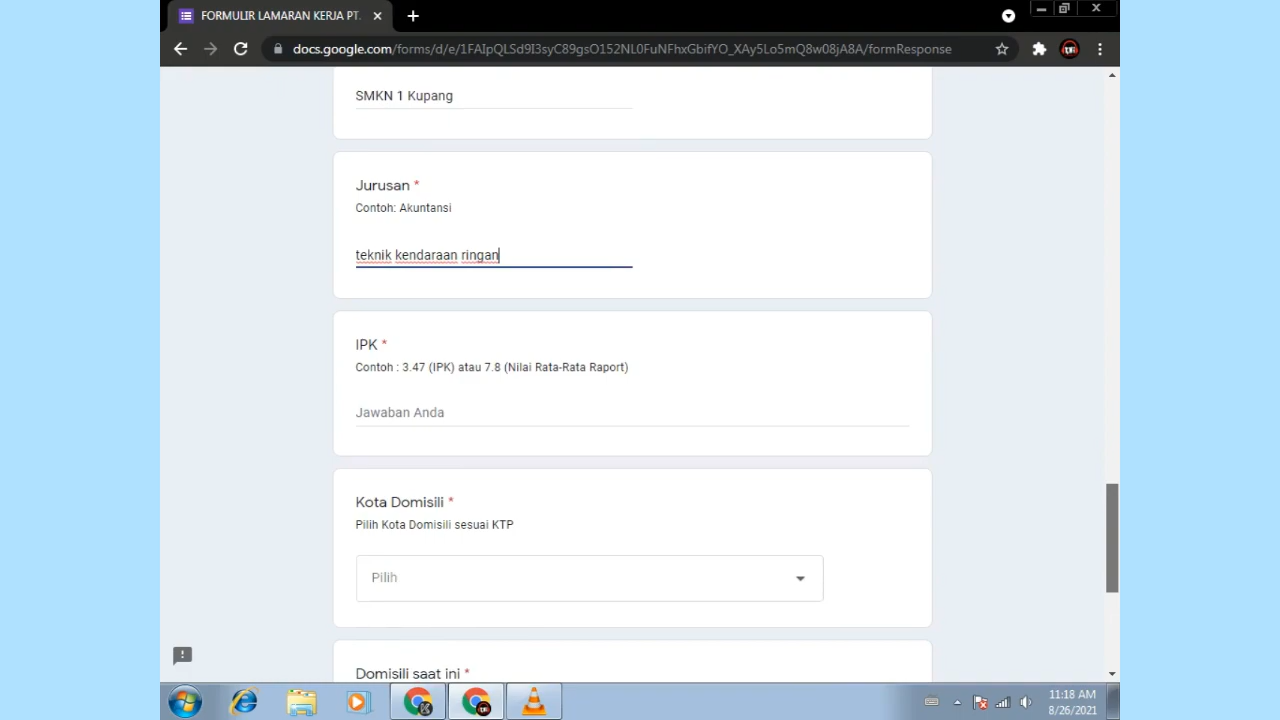 FORMULIR LAMARAN KERJA PT.
docs.google.com/forms/d/e/1FAIpQLSd9I3syC89gsO152NL0FuNFhxGbifYO_XAy5Lo5mQ8w08jA8A/formResponse
SMKN 1 Kupang
Jurusan *
Contoh: Akuntansi
teknik kendaraan ringan
IPK *
Contoh : 3.47 (IPK) atau 7.8 (Nilai Rata-Rata Raport)
Jawaban Anda
Kota Domisili *
Pilih Kota Domisili sesuai KTP
Pilih
Domisili saat ini *
11:18 AM
8/26/2021